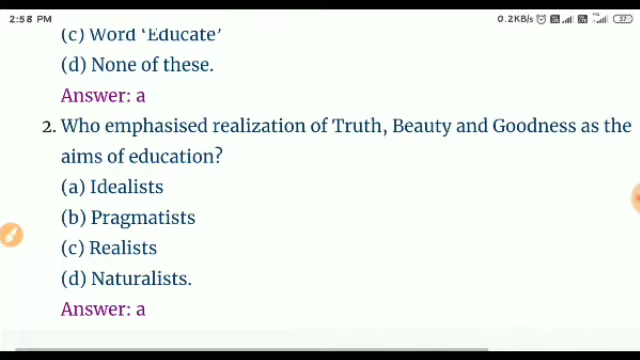 2:58 PM 0.2KB/s 37
(c) Word 'Educate'
(d) None of these.
Answer: a
2. Who emphasised realization of Truth, Beauty and Goodness as the
aims of education?
(a) Idealists
(b) Pragmatists
(c) Realists
(d) Naturalists.
Answer: a